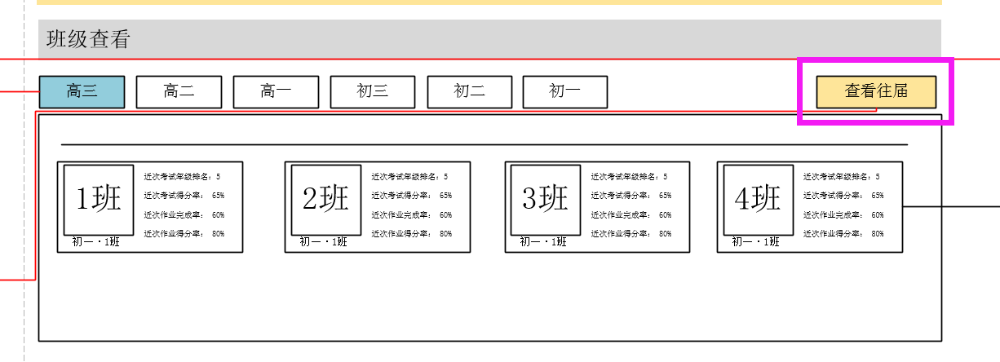 班级查看
高三 高二 高一 初三 初二 初一 查看往届
1班
近次考试年级排名：5
近次考试得分率： 65%
近次作业完成率： 60%
近次作业得分率： 80%
初一·1班
2班
近次考试年级排名：5
近次考试得分率： 65%
近次作业完成率： 60%
近次作业得分率： 80%
初一·1班
3班
近次考试年级排名：5
近次考试得分率： 65%
近次作业完成率： 60%
近次作业得分率： 80%
初一·1班
4班
近次考试年级排名：5
近次考试得分率： 65%
近次作业完成率： 60%
近次作业得分率： 80%
初一·1班